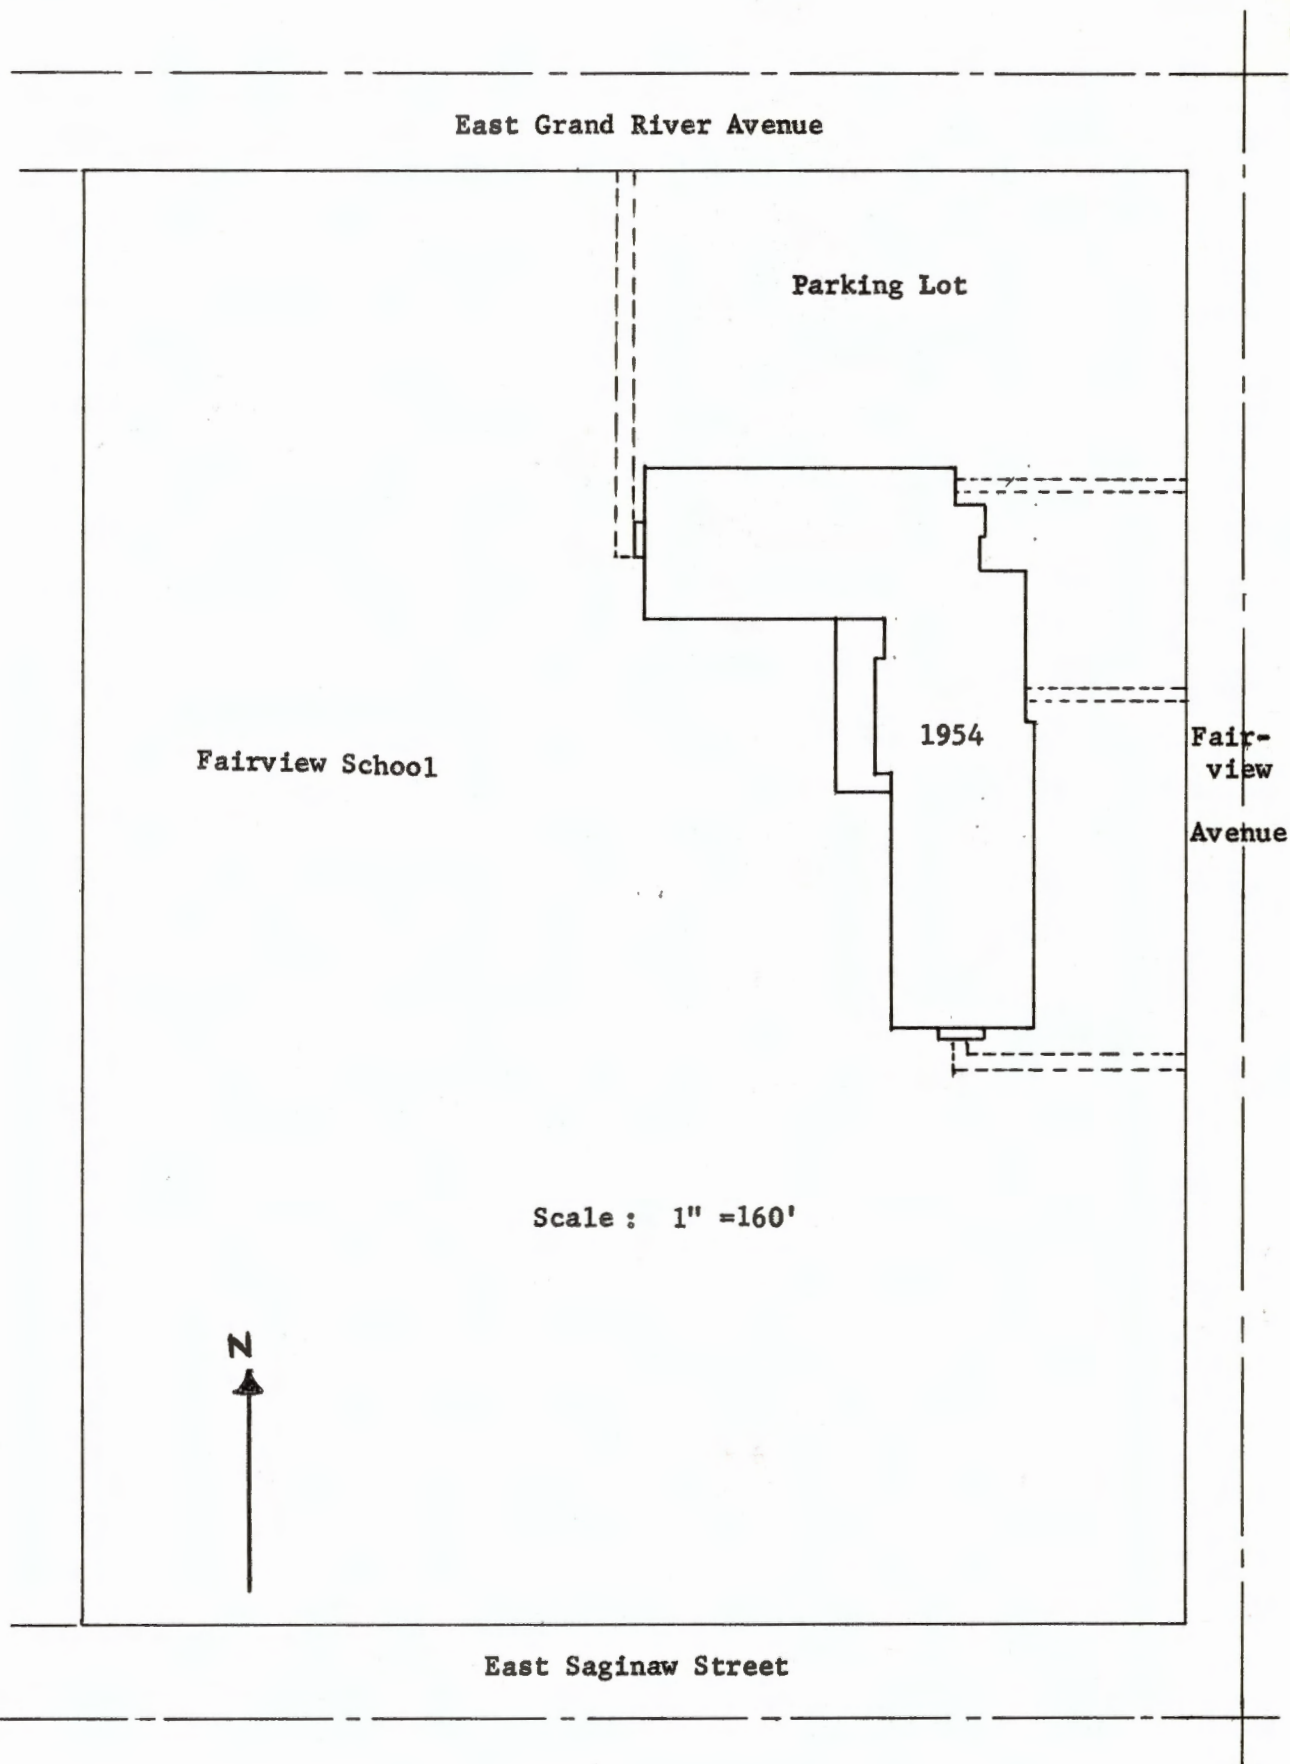 East Grand River Avenue
Parking Lot
1954
Fairview School
Fair-
view
Avenue
Scale: 1" =160'
N
East Saginaw Street